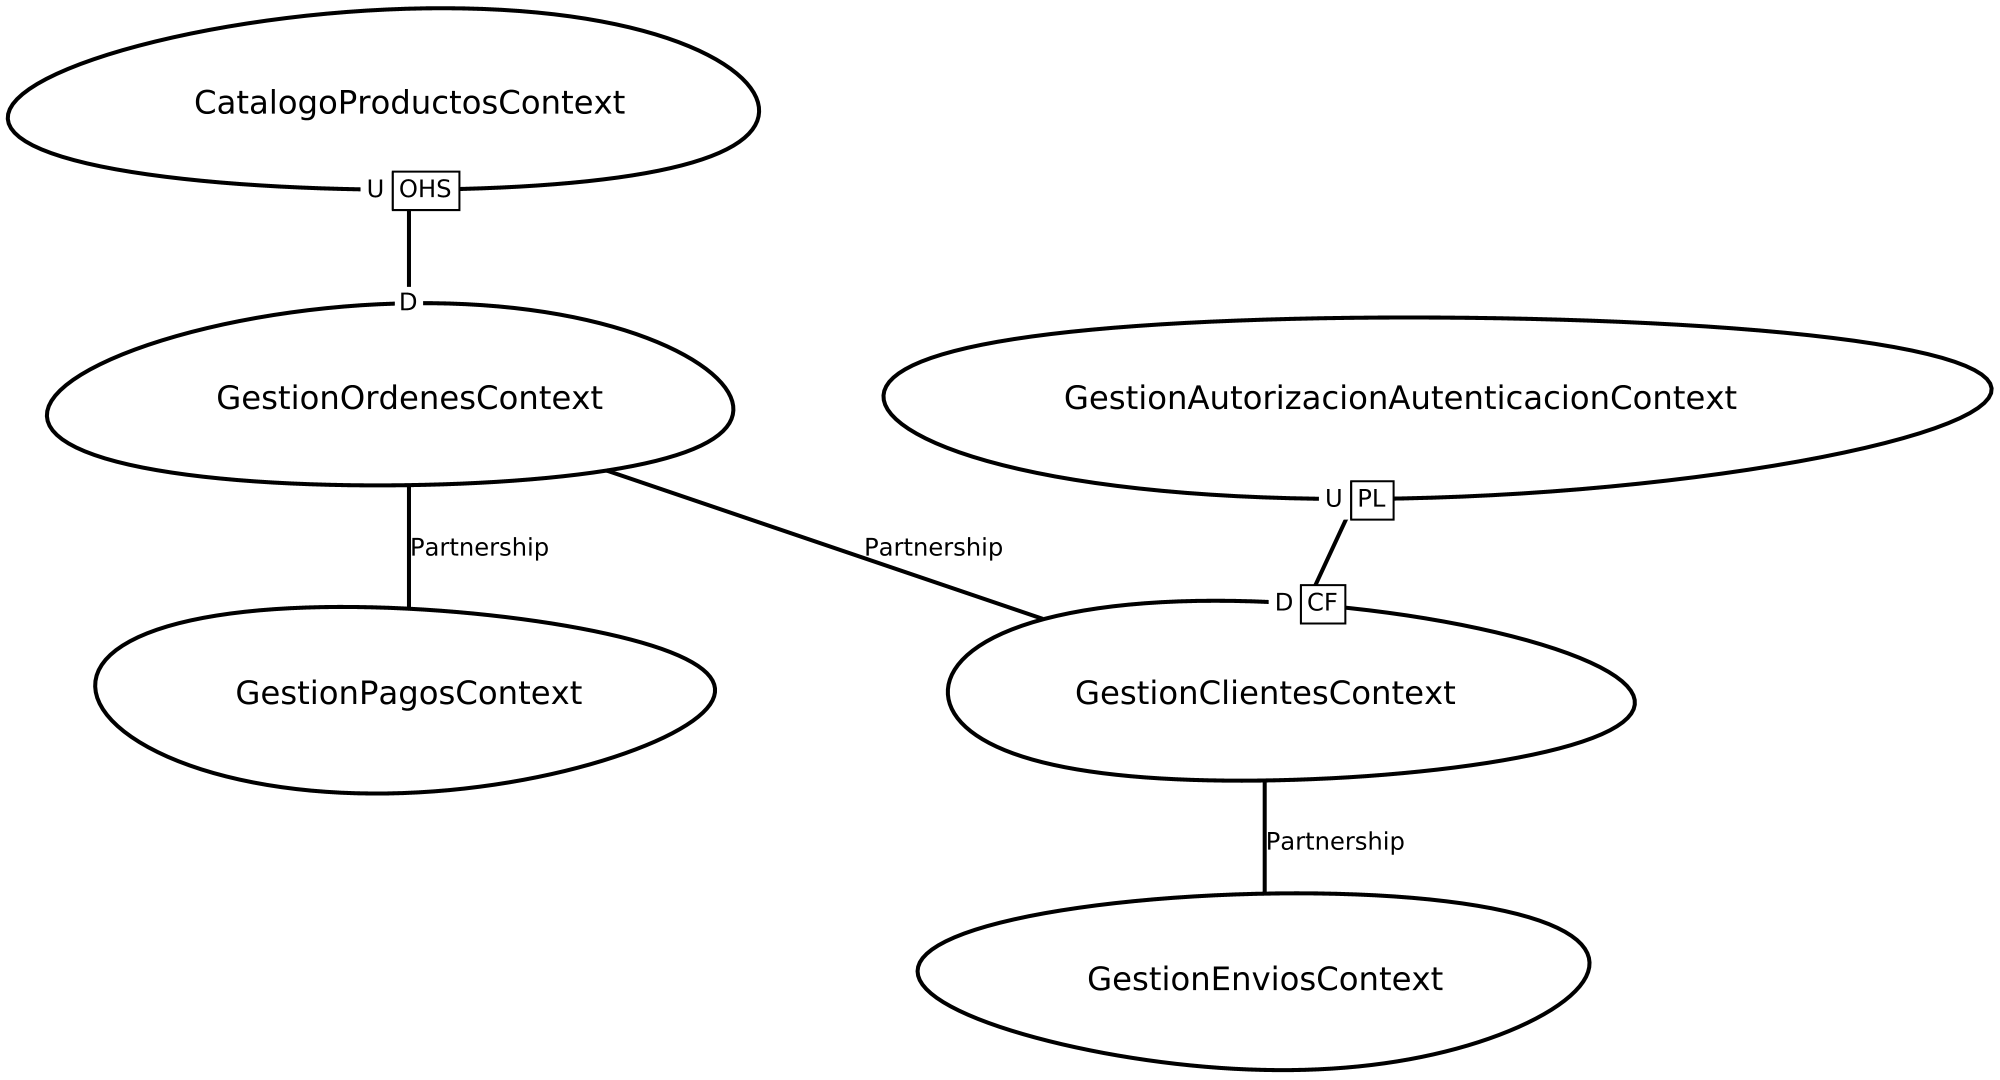 CatalogoProductosContext
U OHS
D
GestionOrdenesContext
GestionAutorizacionAutenticacionContext
U PL
Partnership
Partnership
D CF
GestionPagosContext
GestionClientesContext
Partnership
GestionEnviosContext